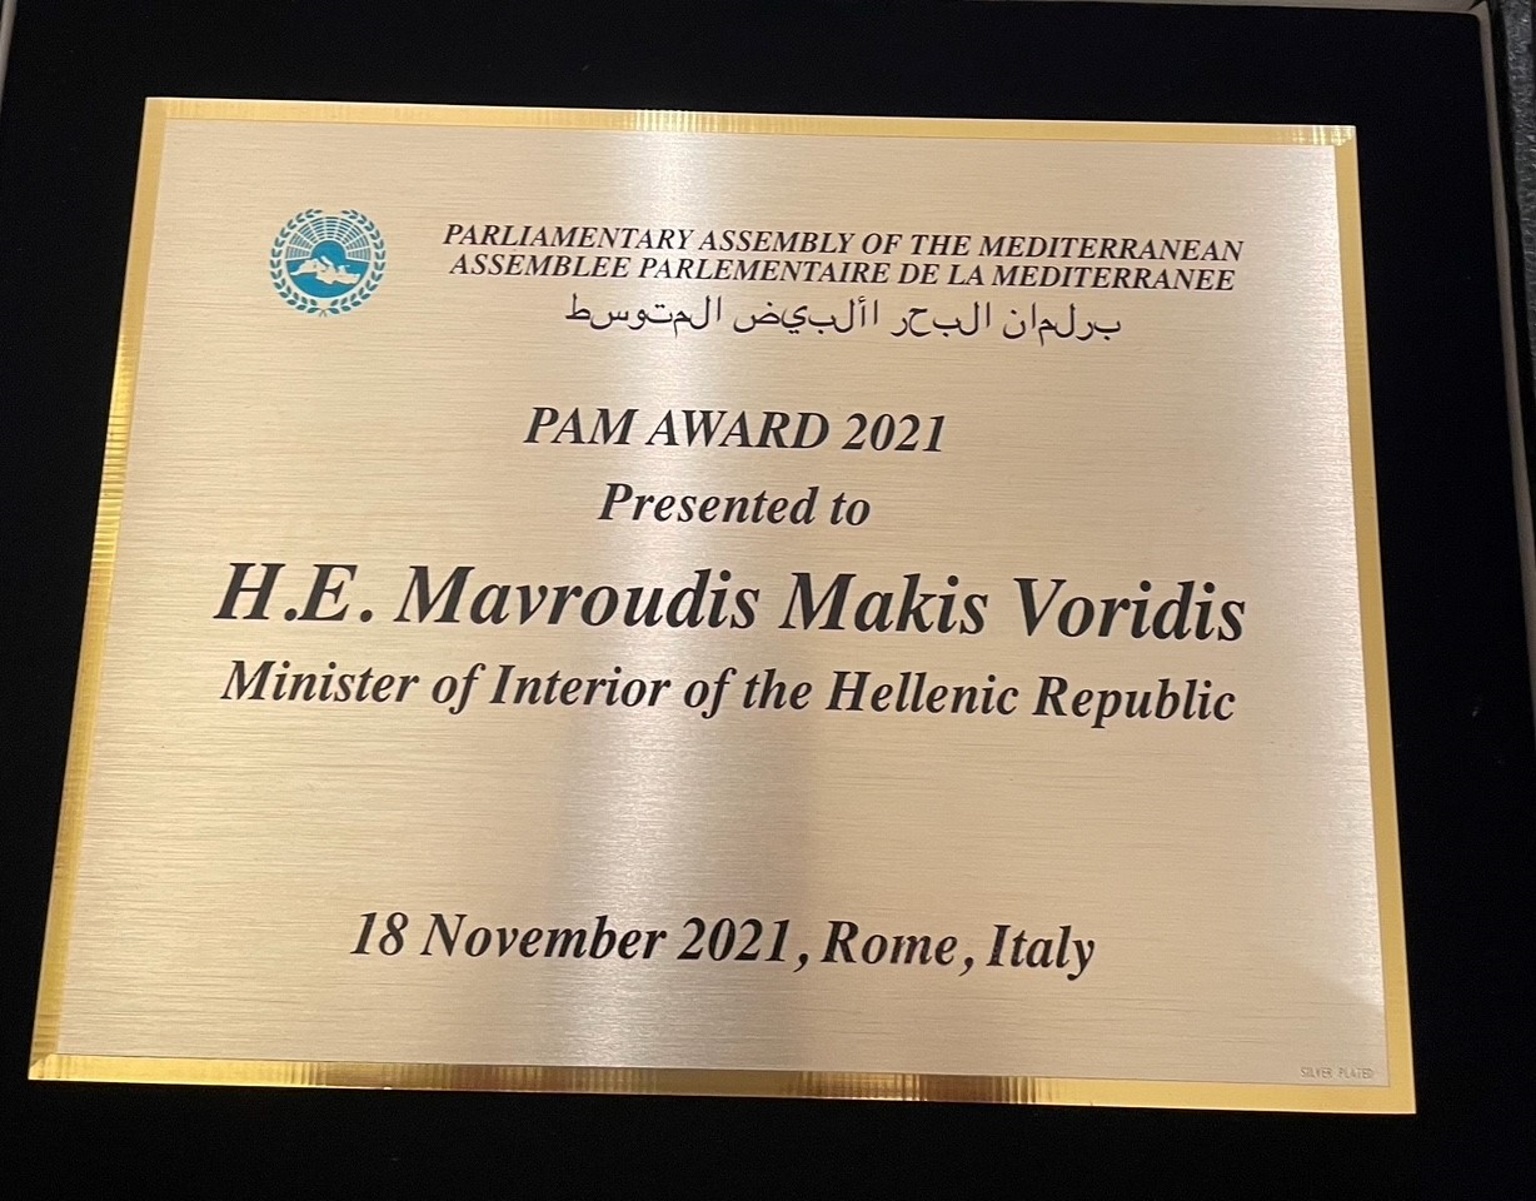 PARLIAMENTARY ASSEMBLY OF THE MEDITERRANEAN
ASSEMBLEE PARLEMENTAIRE DE LA MEDITERRANEE
برلمان البحر األبيض المتوسط
PAM AWARD 2021
Presented to
H.E. Mavroudis Makis Voridis
Minister of Interior of the Hellenic Republic
18 November 2021, Rome, Italy
SILVER PLATED